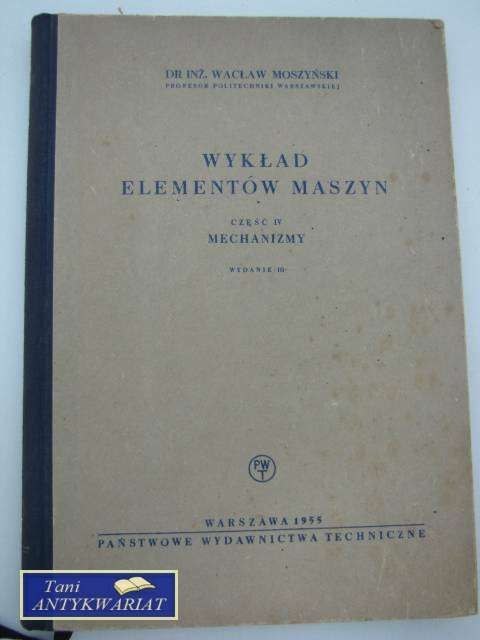 DR INŻ. WACŁAW MOSZYŃSKI
PROFESOR POLITECHNIKI WARSZAWSKIEJ
WYKŁAD
ELEMENTÓW MASZYN
CZĘŚĆ IV
MECHANIZMY
WYDANIE III
PW
T
WARSZAWA 1955
PAŃSTWOWE WYDAWNICTWA TECHNICZNE
Tani
ANTYKWARIAT